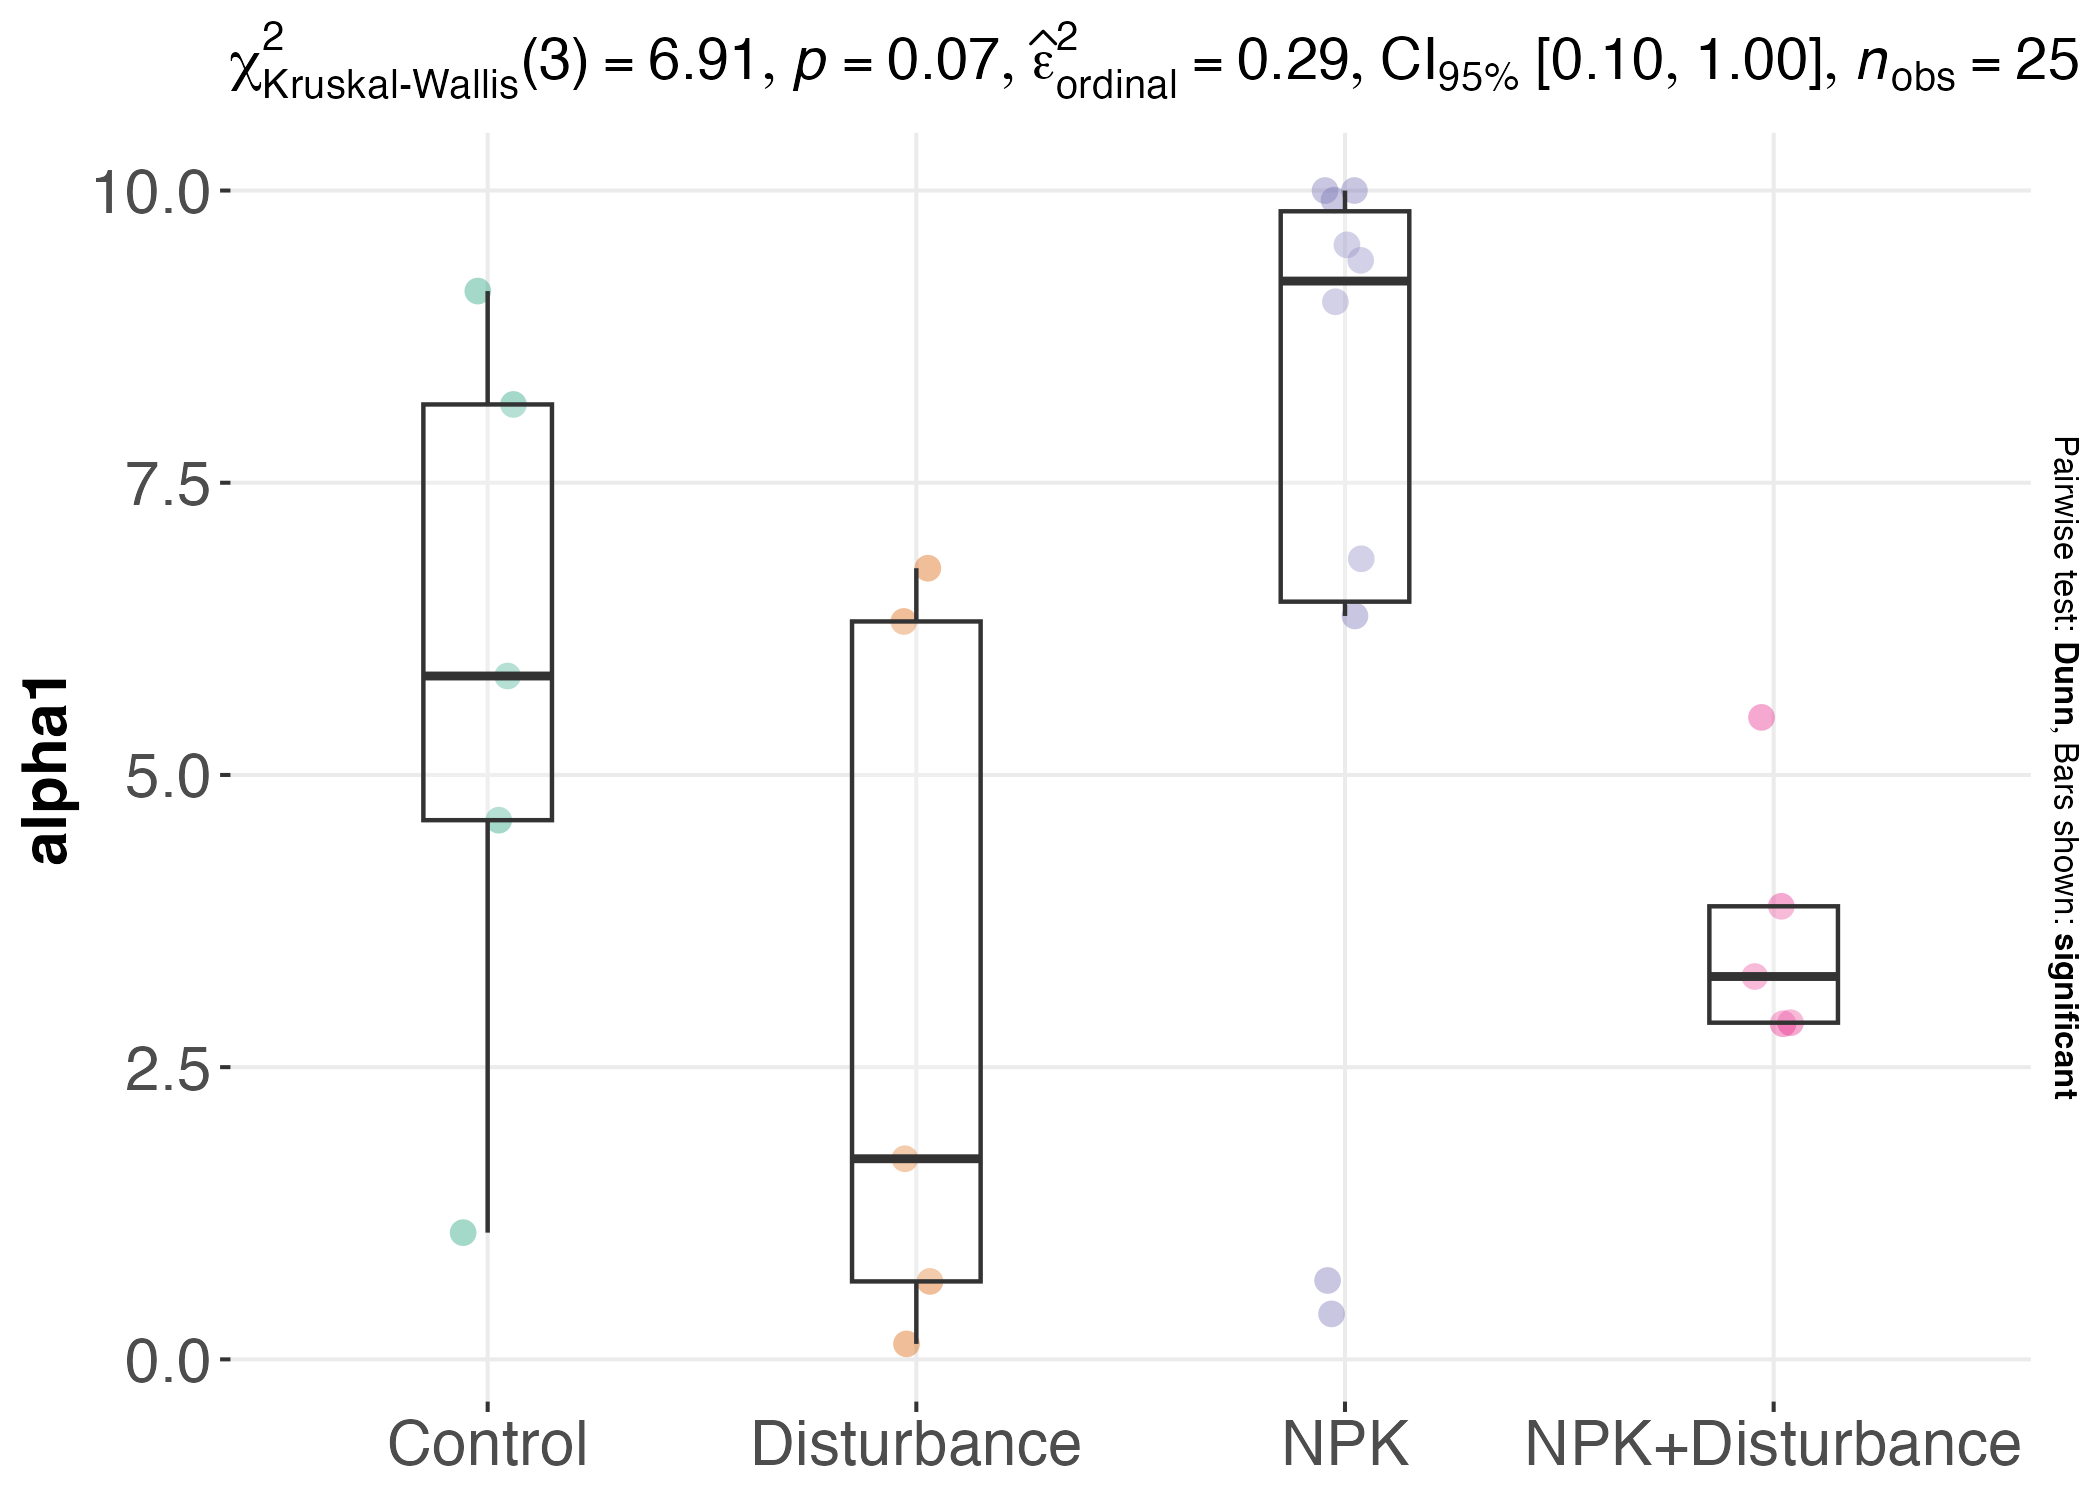 χ²Kruskal-Wallis(3) = 6.91, p = 0.07, ε̂²ordinal = 0.29, CI95% [0.10, 1.00], nobs = 25
10.0
7.5
5.0
2.5
0.0
alpha1
Control Disturbance NPK NPK+Disturbance
Pairwise test: Dunn, Bars shown: significant